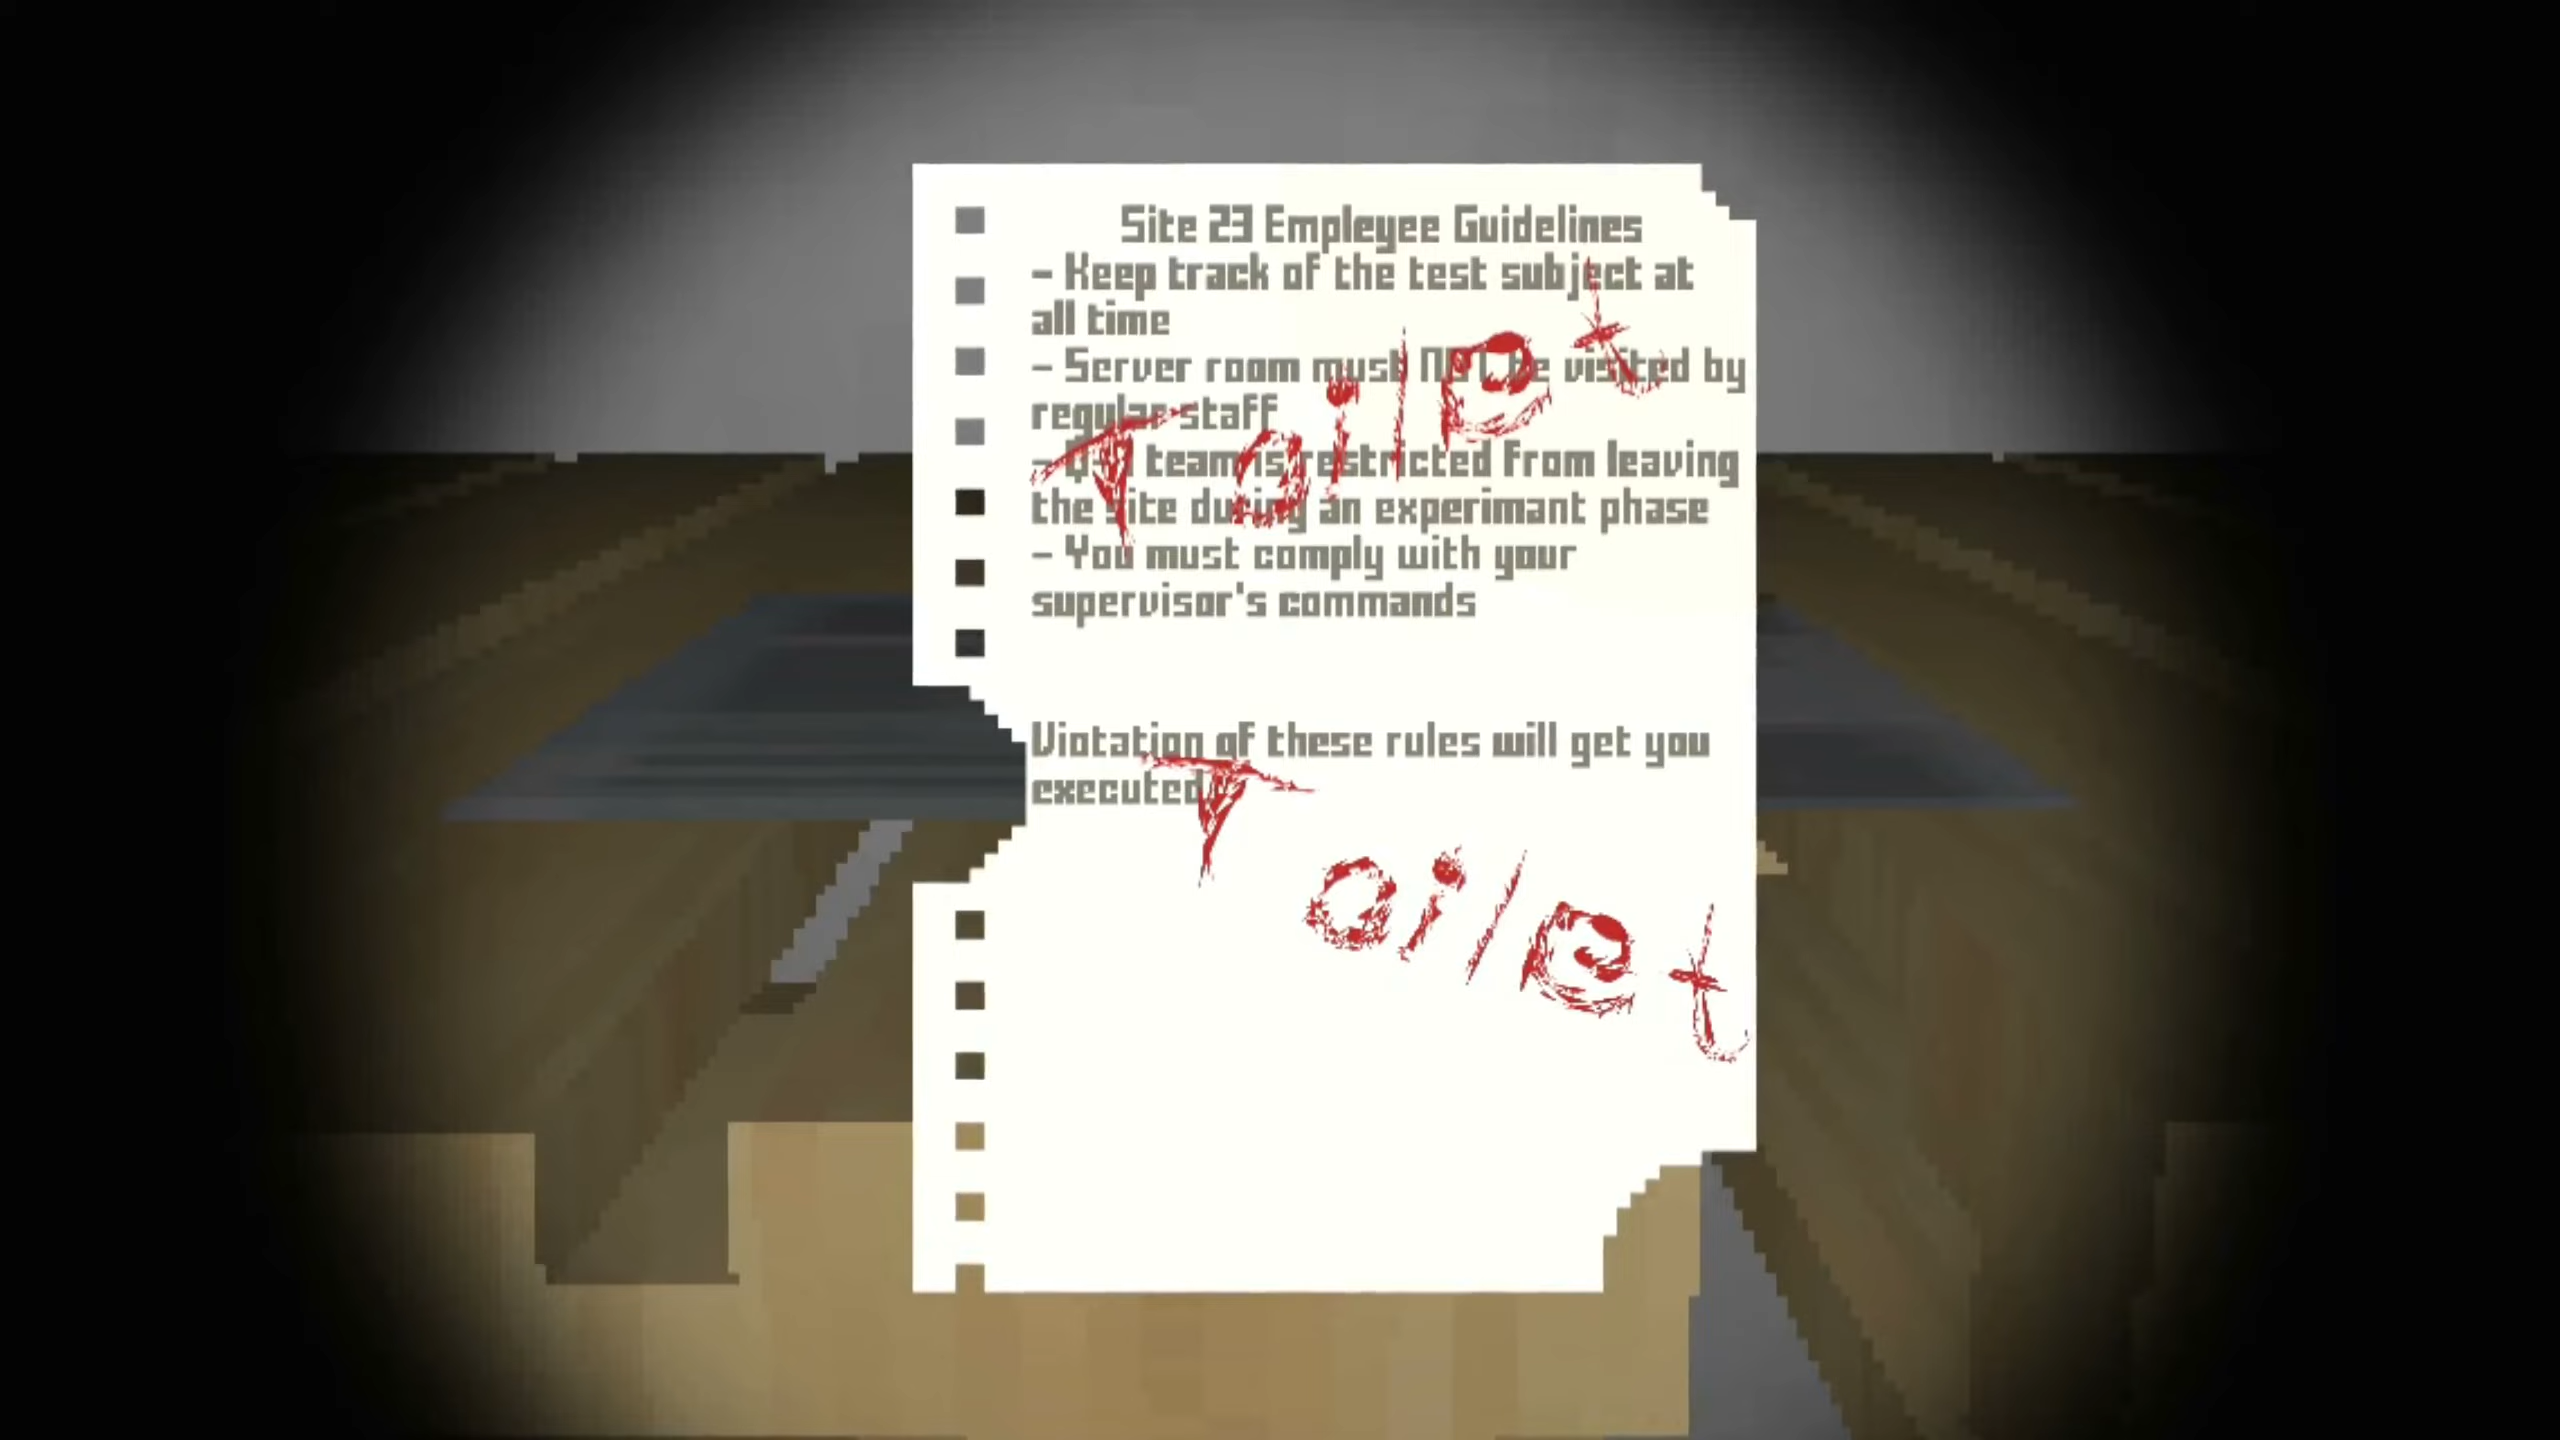 Site 23 Employee Guidelines
- Keep track of the test subject at
all time
- Server room must NOT be visited by
regular staff
- team is restricted from leaving
the site during an experimant phase
- You must comply with your
supervisor's commands
Toilet
Viotation of these rules will get you
executed
Toilet